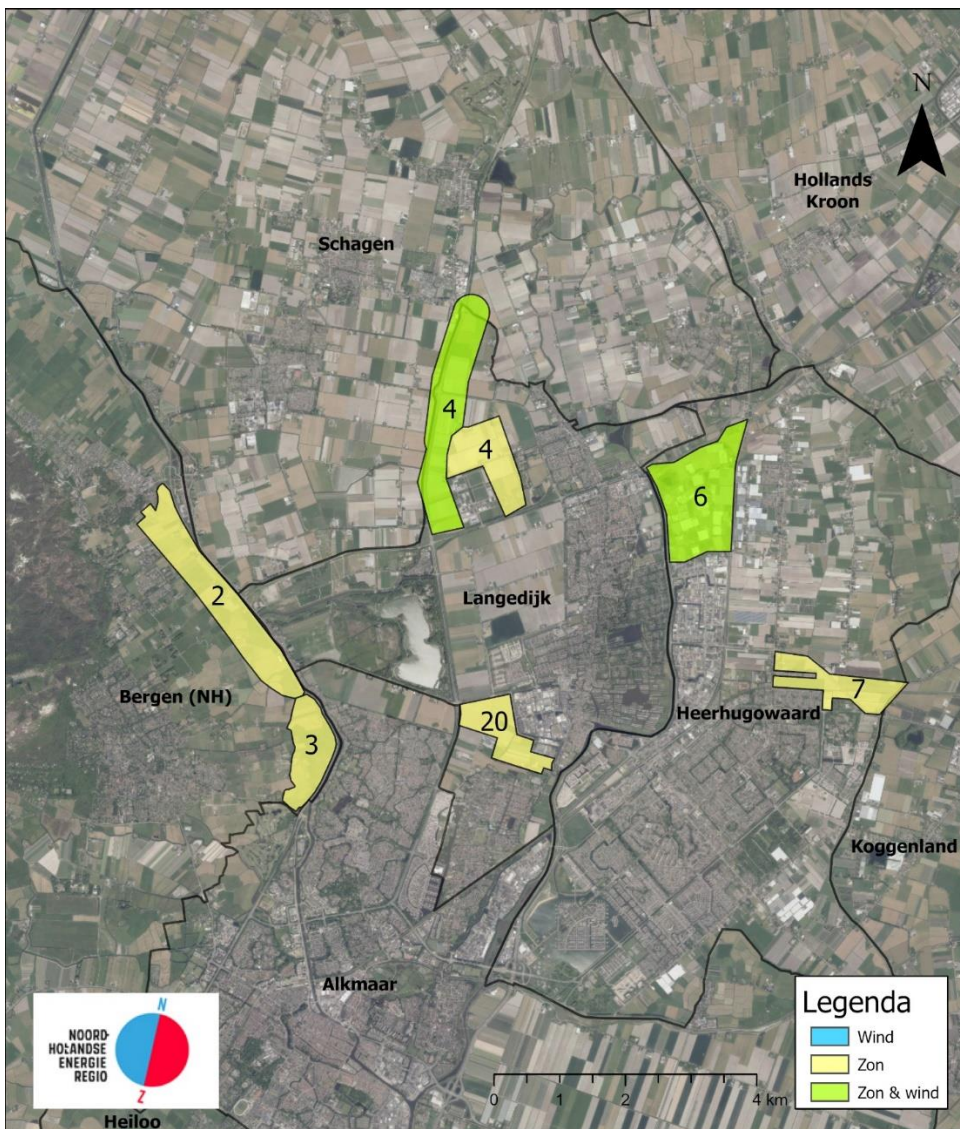 N
Hollands
Kroon
Schagen
4
4
6
2
Langedijk
Bergen (NH)
7
20
Heerhugowaard
3
Koggenland
Alkmaar
Legenda
Wind
Zon
Zon & wind
N
NOORD
HOLLANDSE
ENERGIE
REGIO
Z
0 1 2 4 km
Heiloo